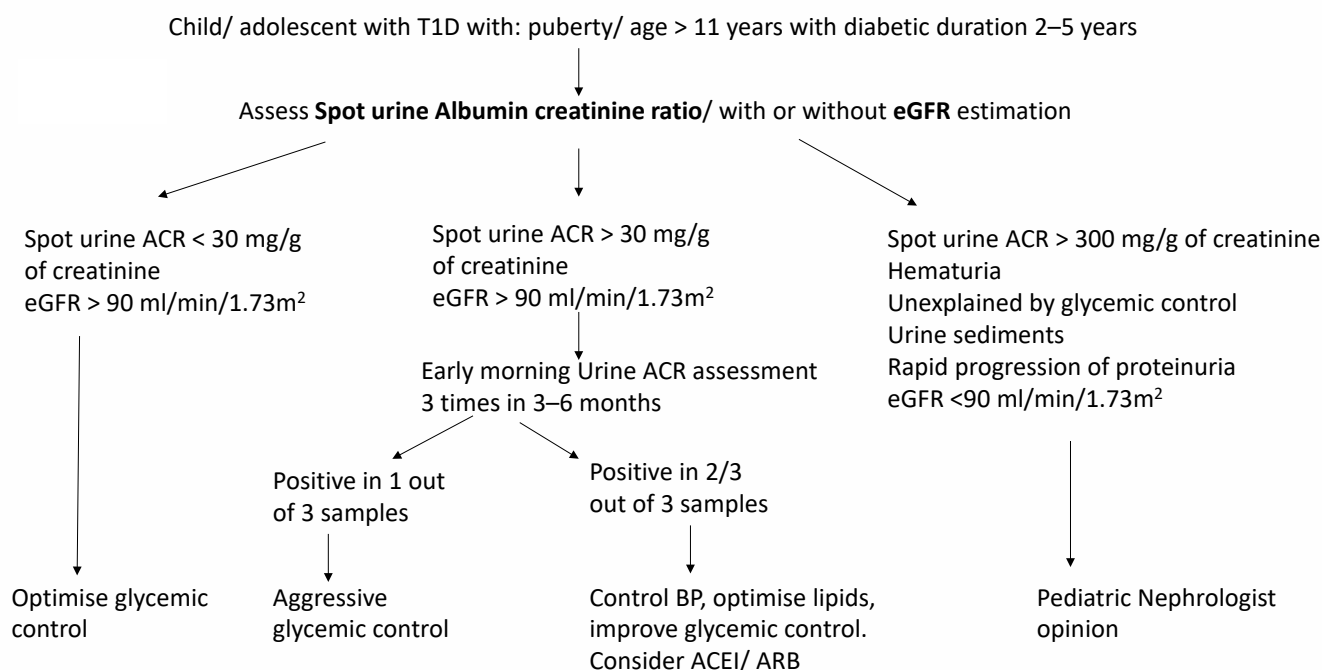 Child/ adolescent with T1D with: puberty/ age > 11 years with diabetic duration 2–5 years
Assess Spot urine Albumin creatinine ratio/ with or without eGFR estimation
Spot urine ACR < 30 mg/g
of creatinine
eGFR > 90 ml/min/1.73m²
Spot urine ACR > 30 mg/g
of creatinine
eGFR > 90 ml/min/1.73m²
Spot urine ACR > 300 mg/g of creatinine
Hematuria
Unexplained by glycemic control
Urine sediments
Rapid progression of proteinuria
eGFR <90 ml/min/1.73m²
Early morning Urine ACR assessment
3 times in 3–6 months
Positive in 1 out
of 3 samples
Positive in 2/3
out of 3 samples
Optimise glycemic
control
Aggressive
glycemic control
Control BP, optimise lipids,
improve glycemic control.
Consider ACEI/ ARB
Pediatric Nephrologist
opinion